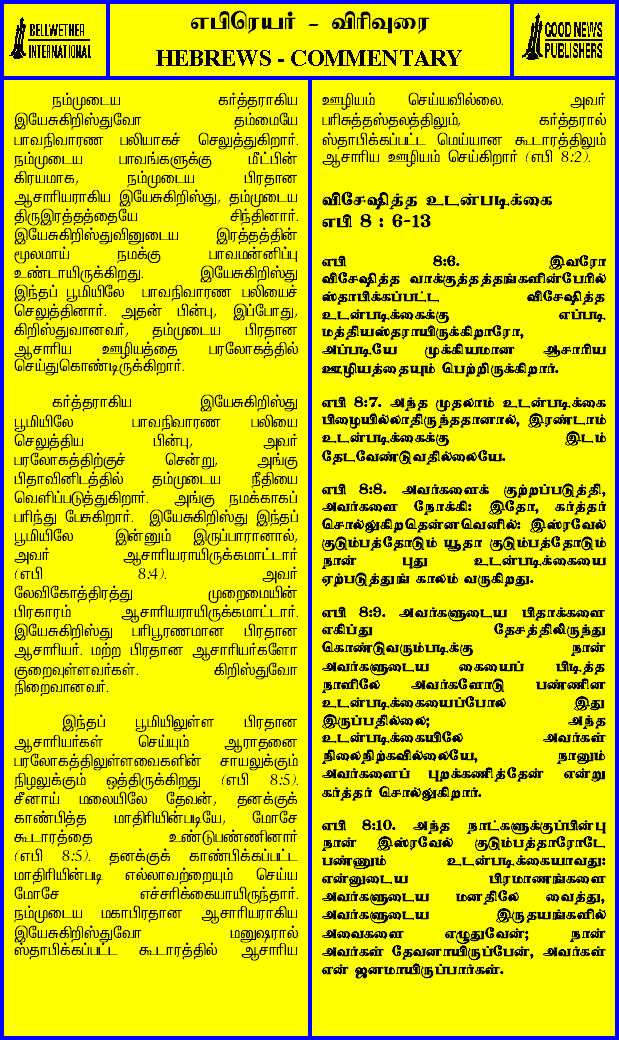 BELLWETHER
INTERNATIONAL
எபிரெயர் - விரிவுரை
HEBREWS - COMMENTARY
GOOD NEWS
PUBLISHERS
நம்முடைய கர்த்தராகிய
இயேசுகிறிஸ்துவோ தம்மையே
பாவநிவாரண பலியாகச் செலுத்துகிறார்.
நம்முடைய பாவங்களுக்கு மீட்பின்
கிரயமாக, நம்முடைய பிரதான
ஆசாரியராகிய இயேசுகிறிஸ்து, தம்முடைய
திருஇரத்தத்தையே சிந்தினார்.
இயேசுகிறிஸ்துவினுடைய இரத்தத்தின்
மூலமாய் நமக்கு பாவமன்னிப்பு
உண்டாயிருக்கிறது. இயேசுகிறிஸ்து
இந்தப் பூமியிலே பாவநிவாரண பலியைச்
செலுத்தினார். அதன் பின்பு, இப்போது,
கிறிஸ்துவானவர், தம்முடைய பிரதான
ஆசாரிய ஊழியத்தை பரலோகத்தில்
செய்துகொண்டிருக்கிறார்.
கர்த்தராகிய இயேசுகிறிஸ்து
பூமியிலே பாவநிவாரண பலியை
செலுத்திய பின்பு, அவர்
பரலோகத்திற்குச் சென்று, அங்கு
பிதாவினிடத்தில் தம்முடைய நீதியை
வெளிப்படுத்துகிறார். அங்கு நமக்காகப்
பரிந்து பேசுகிறார். இயேசுகிறிஸ்து இந்தப்
பூமியிலே இன்னும் இருப்பாரானால்,
அவர் ஆசாரியராயிருக்கமாட்டார்
(எபி 8:4). அவர்
லேவிகோத்திரத்து முறைமையின்
பிரகாரம் ஆசாரியராயிருக்கமாட்டார்.
இயேசுகிறிஸ்து பரிபூரணமான பிரதான
ஆசாரியர். மற்ற பிரதான ஆசாரியர்களோ
குறைவுள்ளவர்கள். கிறிஸ்துவோ
நிறைவானவர்.
இந்தப் பூமியிலுள்ள பிரதான
ஆசாரியர்கள் செய்யும் ஆராதனை
பரலோகத்திலுள்ளவைகளின் சாயலுக்கும்
நிழலுக்கும் ஒத்திருக்கிறது (எபி 8:5).
சீனாய் மலையிலே தேவன், தனக்குக்
காண்பித்த மாதிரியின்படியே, மோசே
கூடாரத்தை உண்டுபண்ணினார்
(எபி 8:5). தனக்குக் காண்பிக்கப்பட்ட
மாதிரியின்படி எல்லாவற்றையும் செய்ய
மோசே எச்சரிக்கையாயிருந்தார்.
நம்முடைய மகாபிரதான ஆசாரியராகிய
இயேசுகிறிஸ்துவோ மனுஷரால்
ஸ்தாபிக்கப்பட்ட கூடாரத்தில் ஆசாரிய
ஊழியம் செய்யவில்லை. அவர்
பரிசுத்தஸ்தலத்திலும், கர்த்தரால்
ஸ்தாபிக்கப்பட்ட மெய்யான கூடாரத்திலும்
ஆசாரிய ஊழியம் செய்கிறார் (எபி 8:2).
விசேஷித்த உடன்படிக்கை
எபி 8 : 6-13
எபி 8:6. இவரோ
விசேஷித்த வாக்குத்தத்தங்களின்பேரில்
ஸ்தாபிக்கப்பட்ட விசேஷித்த
உடன்படிக்கைக்கு எப்படி
மத்தியஸ்தராயிருக்கிறாரோ,
அப்படியே முக்கியமான ஆசாரிய
ஊழியத்தையும் பெற்றிருக்கிறார்.
எபி 8:7. அந்த முதலாம் உடன்படிக்கை
பிழையில்லாதிருந்ததானால், இரண்டாம்
உடன்படிக்கைக்கு இடம்
தேடவேண்டுவதில்லையே.
எபி 8:8. அவர்களைக் குற்றப்படுத்தி,
அவர்களை நோக்கி: இதோ, கர்த்தர்
சொல்லுகிறதென்னவெனில்: இஸ்ரவேல்
குடும்பத்தோடும் யூதா குடும்பத்தோடும்
நான் புது உடன்படிக்கையை
ஏற்படுத்துங் காலம் வருகிறது.
எபி 8:9. அவர்களுடைய பிதாக்களை
எகிப்து தேசத்திலிருந்து
கொண்டுவரும்படிக்கு நான்
அவர்களுடைய கையைப் பிடித்த
நாளிலே அவர்களோடு பண்ணின
உடன்படிக்கையைப்போல இது
இருப்பதில்லை; அந்த
உடன்படிக்கையிலே அவர்கள்
நிலைநிற்கவில்லையே, நானும்
அவர்களைப் புறக்கணித்தேன் என்று
கர்த்தர் சொல்லுகிறார்.
எபி 8:10. அந்த நாட்களுக்குப்பின்பு
நான் இஸ்ரவேல் குடும்பத்தாரோடே
பண்ணும் உடன்படிக்கையாவது:
என்னுடைய பிரமாணங்களை
அவர்களுடைய மனதிலே வைத்து,
அவர்களுடைய இருதயங்களில்
அவைகளை எழுதுவேன்; நான்
அவர்கள் தேவனாயிருப்பேன், அவர்கள்
என் ஜனமாயிருப்பார்கள்.